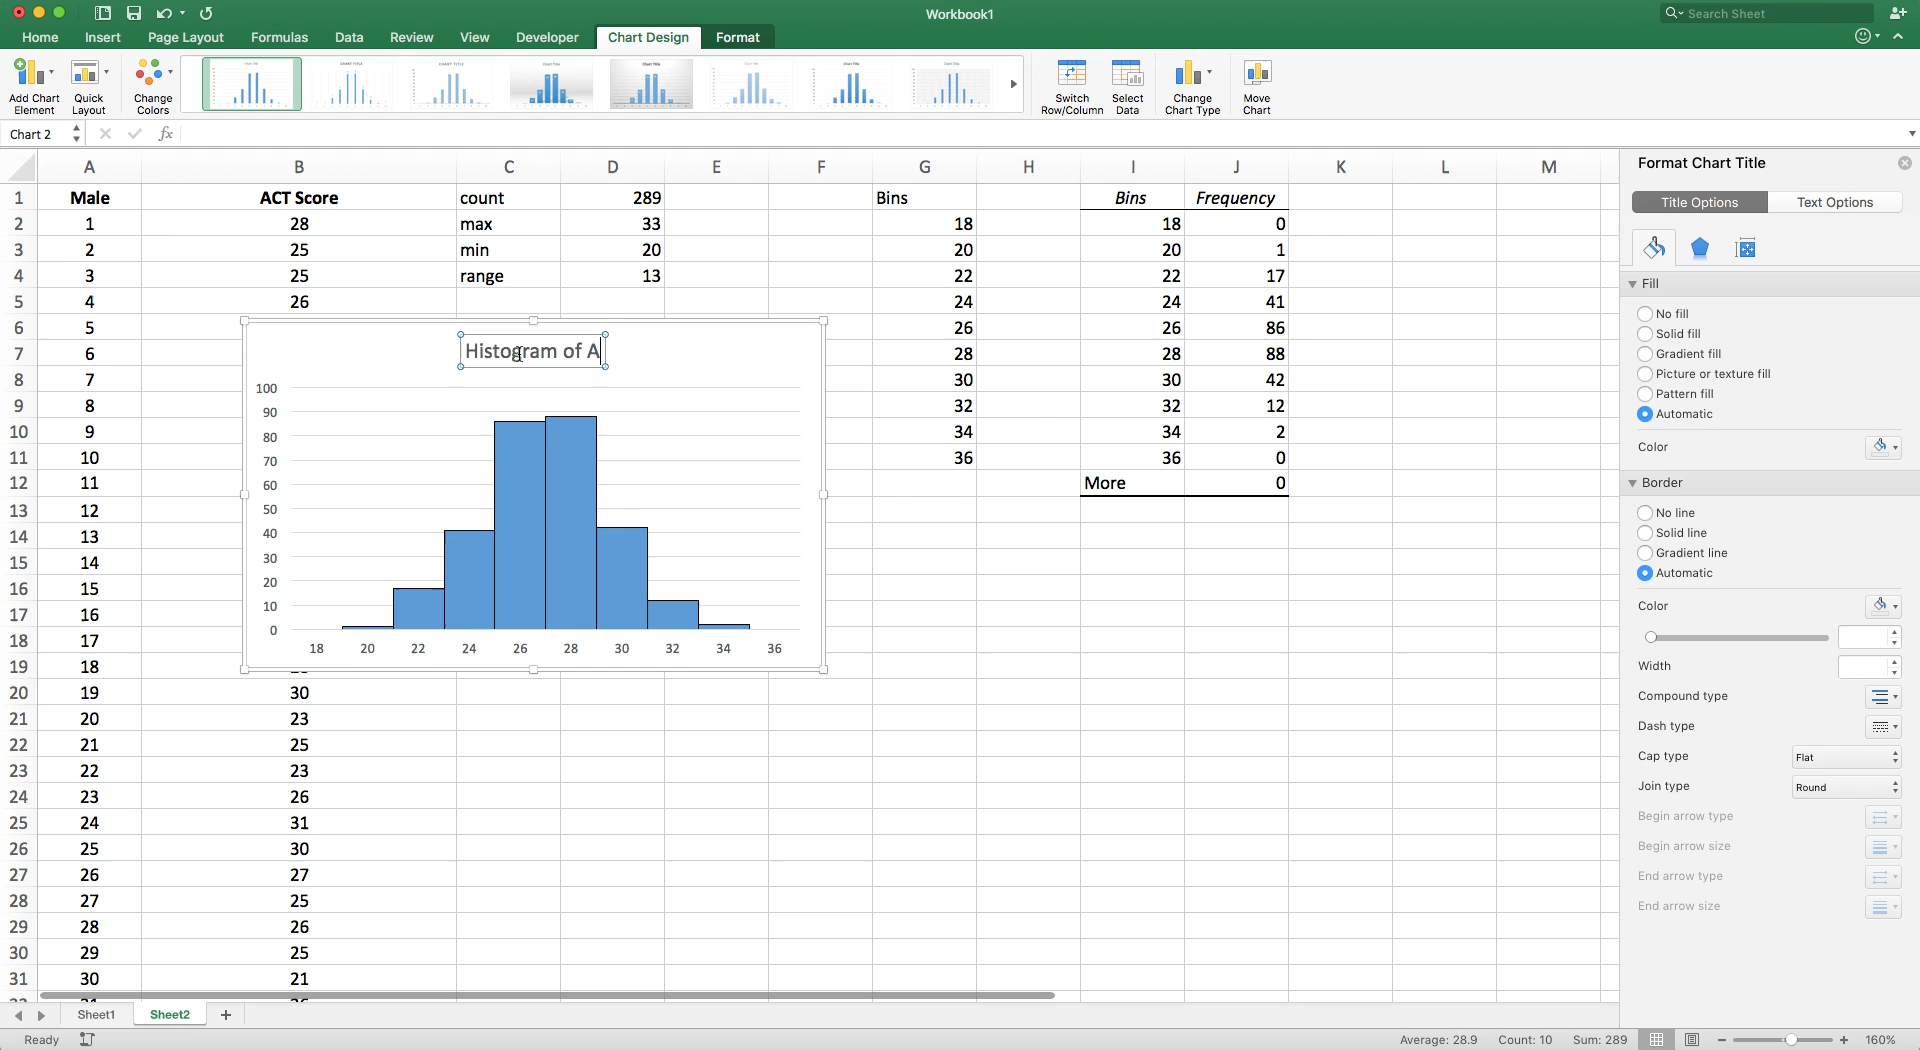 Workbook1
Search Sheet
Home Insert Page Layout Formulas Data Review View Developer Chart Design Format
Add Chart Element
Quick Layout
Change Colors
Switch Row/Column
Select Data
Change Chart Type
Move Chart
Chart 2 fx
A B C D E F G H I J K L M
1 Male ACT Score count 289 Bins Bins Frequency
2 1 28 max 33 18 18 0
3 2 25 min 20 20 20 1
4 3 25 range 13 22 22 17
5 4 26 24 24 41
6 5 26 26 86
7 6 28 28 88
8 7 30 30 42
9 8 32 32 12
10 9 34 34 2
11 10 36 36 0
12 11 More 0
13 12
14 13
15 14
16 15
17 16
18 17
19 18
20 19 30
21 20 23
22 21 25
23 22 23
24 23 26
25 24 31
26 25 30
27 26 27
28 27 25
29 28 26
30 29 25
31 30 21
Histogram of A
100
90
80
70
60
50
40
30
20
10
0
18 20 22 24 26 28 30 32 34 36
Format Chart Title
Title Options Text Options
Fill
No fill
Solid fill
Gradient fill
Picture or texture fill
Pattern fill
Automatic
Color
Border
No line
Solid line
Gradient line
Automatic
Color
Width
Compound type
Dash type
Cap type Flat
Join type Round
Begin arrow type
Begin arrow size
End arrow type
End arrow size
Sheet1 Sheet2 +
Ready Average: 28.9 Count: 10 Sum: 289 160%